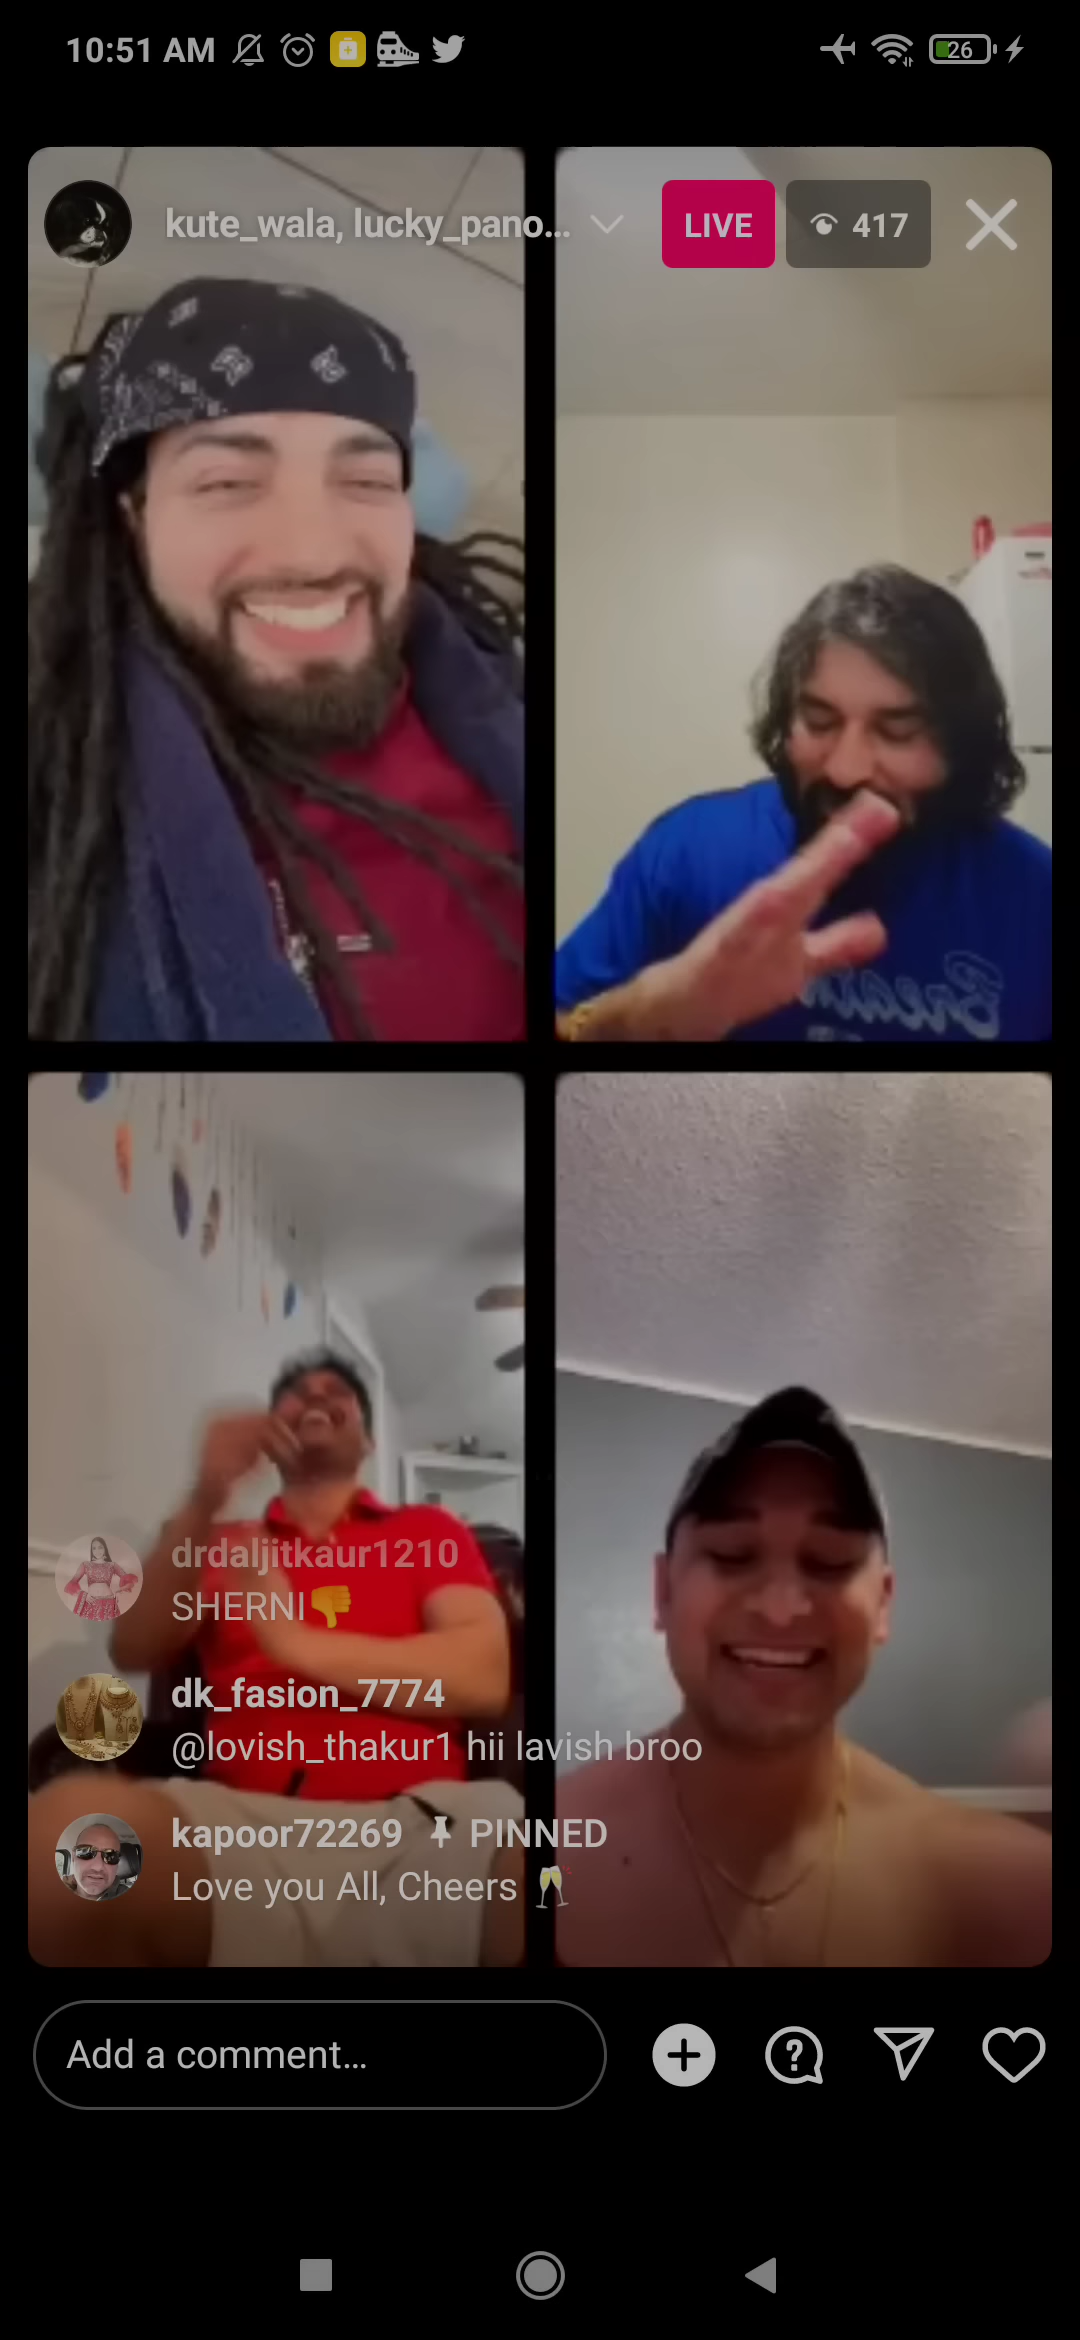 10:51 AM
26
kute_wala, lucky_pano...
LIVE
417
drdaljitkaur1210
SHERNI👎
dk_fasion_7774
@lovish_thakur1 hii lavish broo
kapoor72269 📌 PINNED
Love you All, Cheers 🥂
Add a comment...